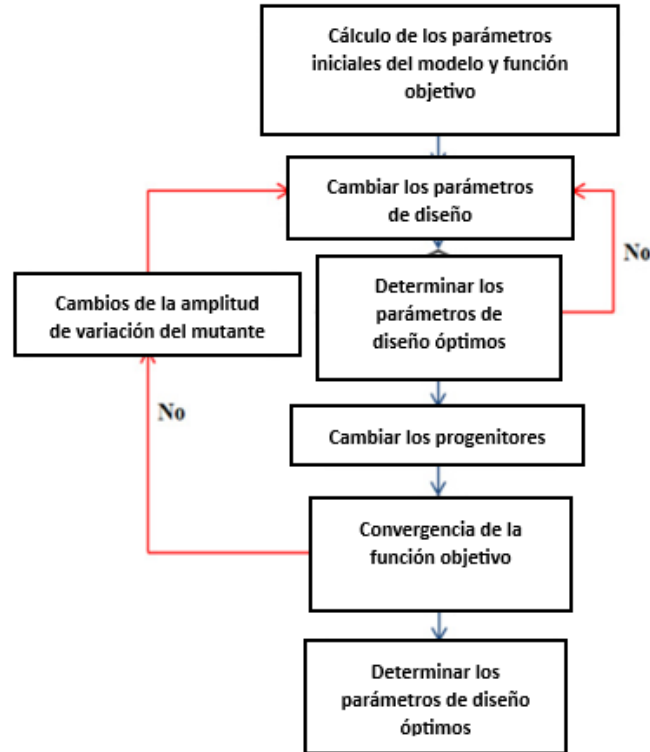 Cálculo de los parámetros
iniciales del modelo y función
objetivo
Cambiar los parámetros
de diseño
No
Determinar los
parámetros de
diseño óptimos
Cambios de la amplitud
de variación del mutante
No
Cambiar los progenitores
Convergencia de la
función objetivo
Determinar los
parámetros de diseño
óptimos